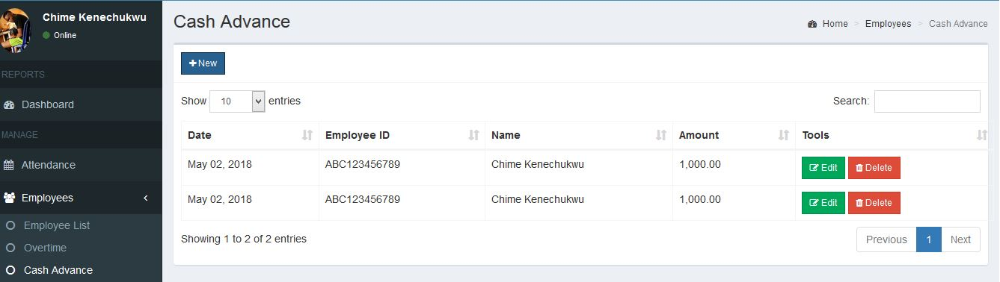 Chime Kenechukwu
Online
REPORTS
Dashboard
MANAGE
Attendance
Employees
Employee List
Overtime
Cash Advance
Cash Advance
Home > Employees > Cash Advance
New
Show 10 entries
Search:
Date Employee ID Name Amount Tools
May 02, 2018 ABC123456789 Chime Kenechukwu 1,000.00 Edit Delete
May 02, 2018 ABC123456789 Chime Kenechukwu 1,000.00 Edit Delete
Showing 1 to 2 of 2 entries
Previous 1 Next